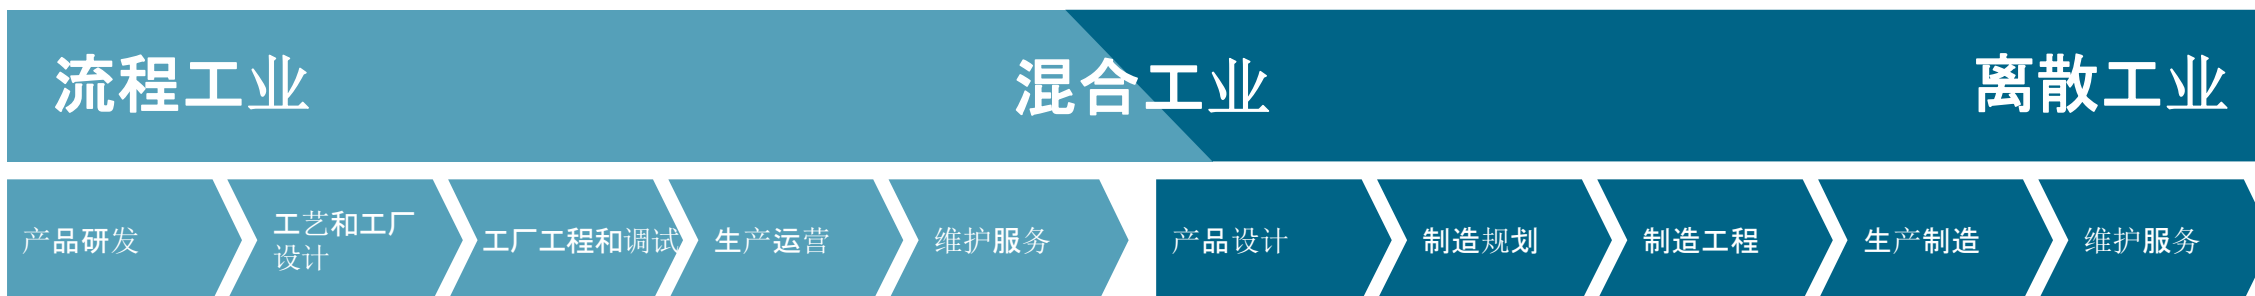 流程工业
混合工业
离散工业
产品研发
工艺和工厂
设计
工厂工程和调试
生产运营
维护服务
产品设计
制造规划
制造工程
生产制造
维护服务